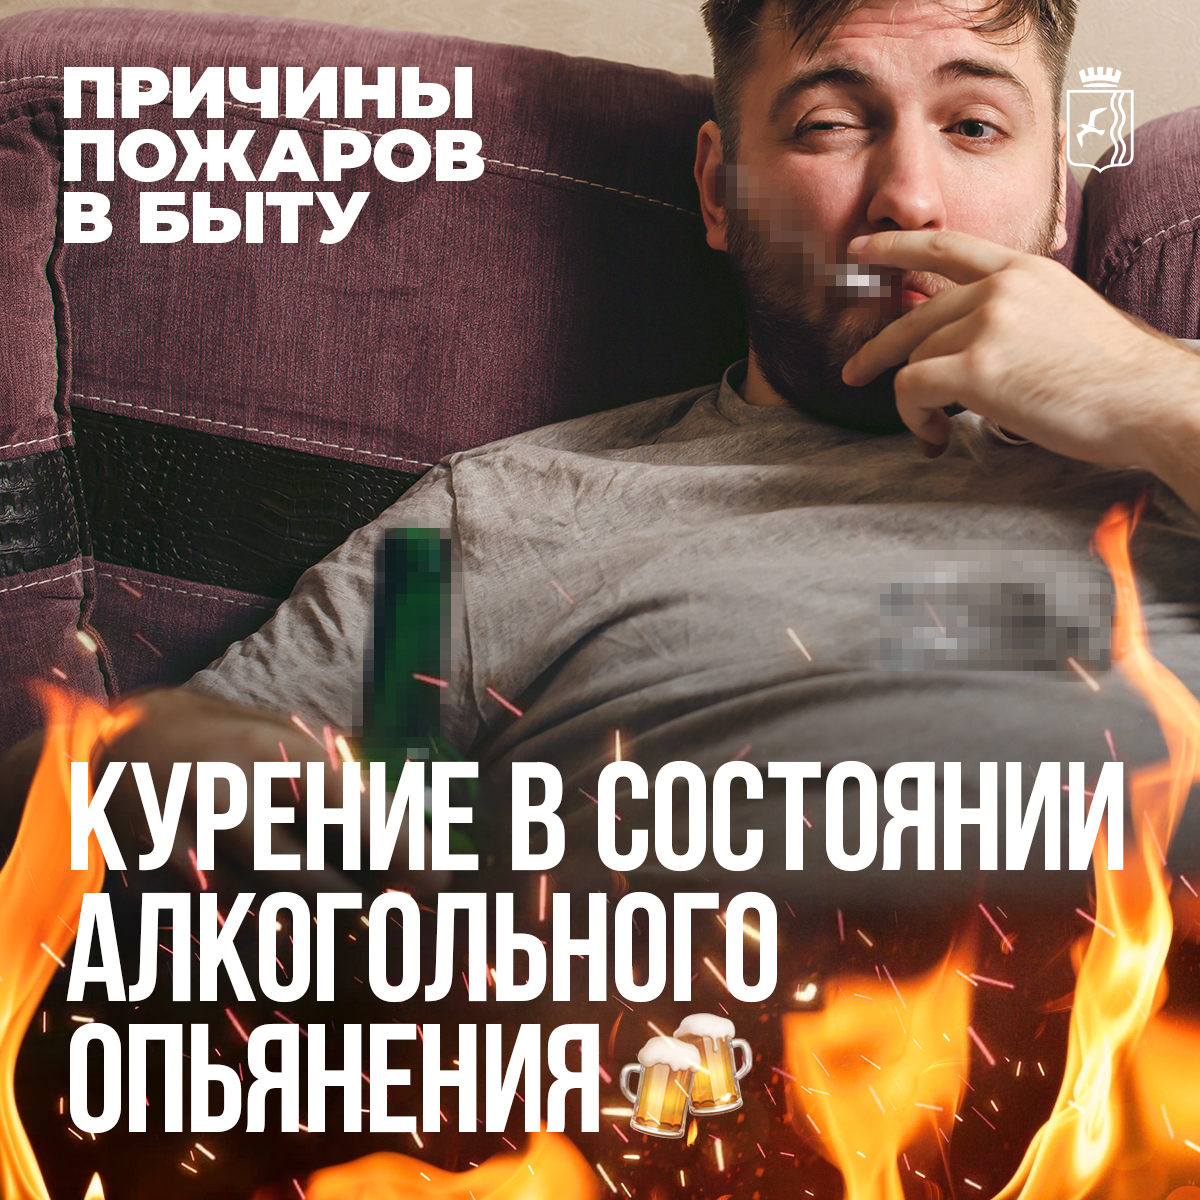 ПРИЧИНЫ
ПОЖАРОВ
В БЫТУ
КУРЕНИЕ В СОСТОЯНИИ
АЛКОГОЛЬНОГО
ОПЬЯНЕНИЯ